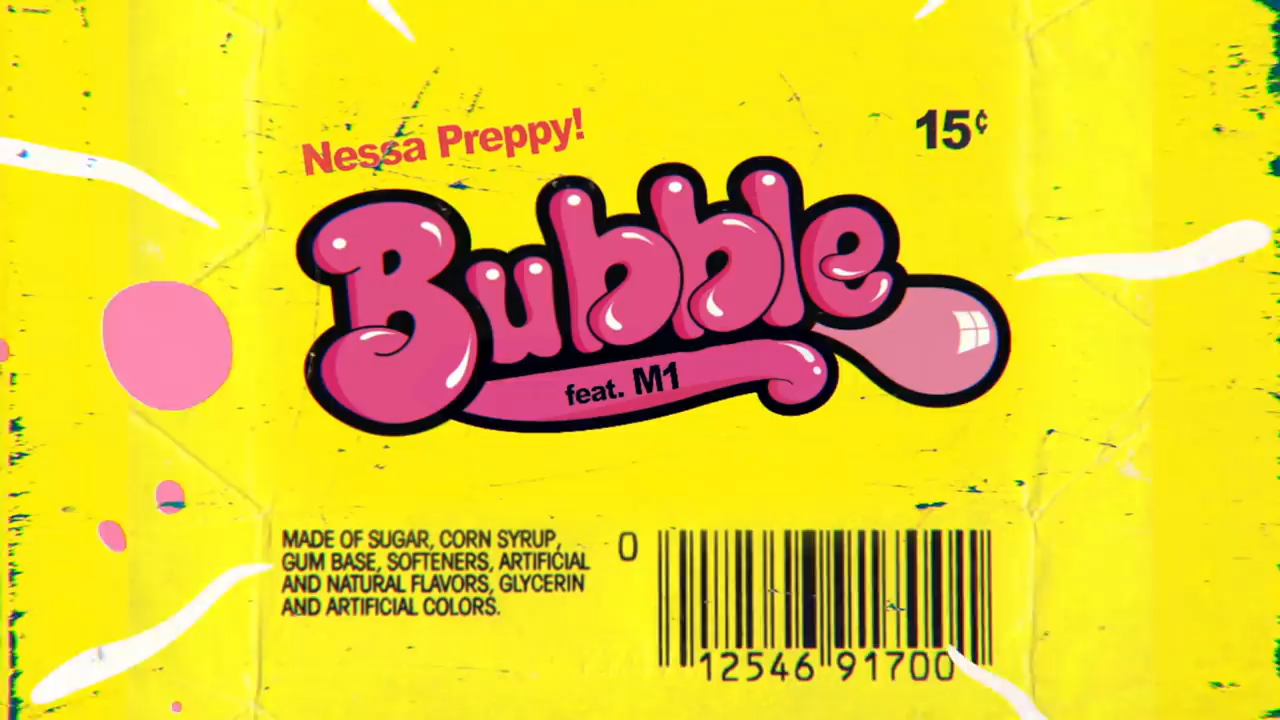 Nessa Preppy!
15¢
Bubble
feat. M1
MADE OF SUGAR, CORN SYRUP,
GUM BASE, SOFTENERS, ARTIFICIAL
AND NATURAL FLAVORS, GLYCERIN
AND ARTIFICIAL COLORS.
0
12546 91700